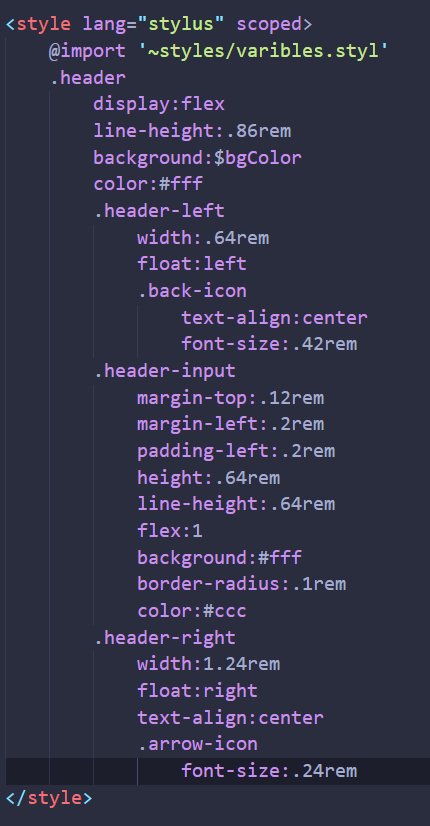 <style lang="stylus" scoped>
    @import '~styles/varibles.styl'
    .header
        display:flex
        line-height:.86rem
        background:$bgColor
        color:#fff
        .header-left
            width:.64rem
            float:left
            .back-icon
                text-align:center
                font-size:.42rem
        .header-input
            margin-top:.12rem
            margin-left:.2rem
            padding-left:.2rem
            height:.64rem
            line-height:.64rem
            flex:1
            background:#fff
            border-radius:.1rem
            color:#ccc
        .header-right
            width:1.24rem
            float:right
            text-align:center
            .arrow-icon
                font-size:.24rem
</style>